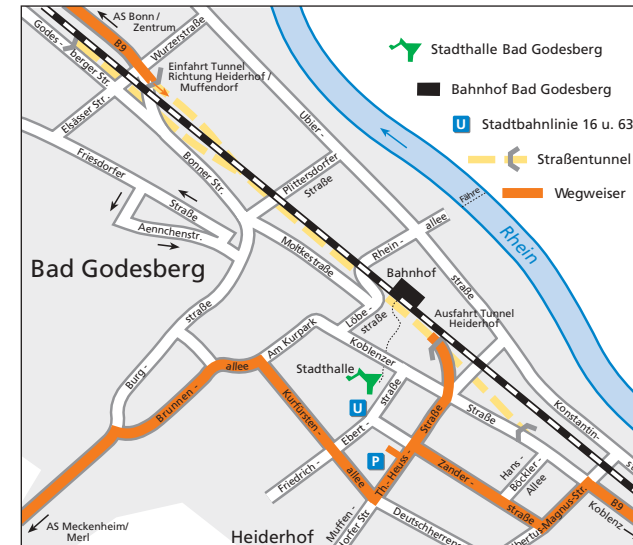 AS Bonn /
Zentrum
B9
Godes-
berger Str.
Wurzerstraße
Einfahrt Tunnel
Richtung Heiderhof /
Muffendorf
Stadthalle Bad Godesberg
Bahnhof Bad Godesberg
U
Stadtbahnlinie 16 u. 63
Straßentunnel
Wegweiser
Elsässer Str.
Übier-
Friesdorfer
Straße
Bonner Str.
Plittersdorfer
Straße
Aennchenstr.
Moltkestraße
Rhein-
allee
Fähre
Rhein
Bad Godesberg
Bahnhof
straße
Ausfahrt Tunnel
Heiderhof
Löbe-
straße
straße
Am Kurpark
Koblenzer
Straße
allee
Burg-
Brunnen-
Stadthalle
U
straße
Kurfürsten-
allee
Ebert-
Friedrich-
P
Th.-Heuss-
Straße
Zander-
straße
Hans-
Böckler-
Allee
Konstantin-
B9
Koblenz
bertus-Magnus-Str.
AS Meckenheim/
Merl
Heiderhof
Muffen-
dorfer Str
Deutschherren